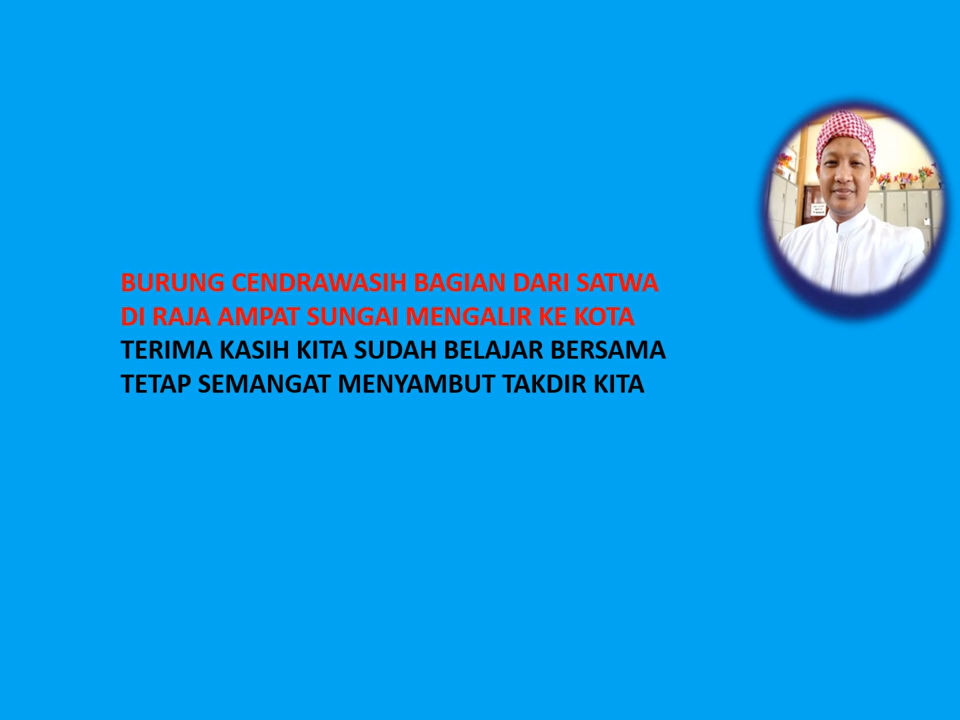 BURUNG CENDRAWASIH BAGIAN DARI SATWA
DI RAJA AMPAT SUNGAI MENGALIR KE KOTA
TERIMA KASIH KITA SUDAH BELAJAR BERSAMA
TETAP SEMANGAT MENYAMBUT TAKDIR KITA